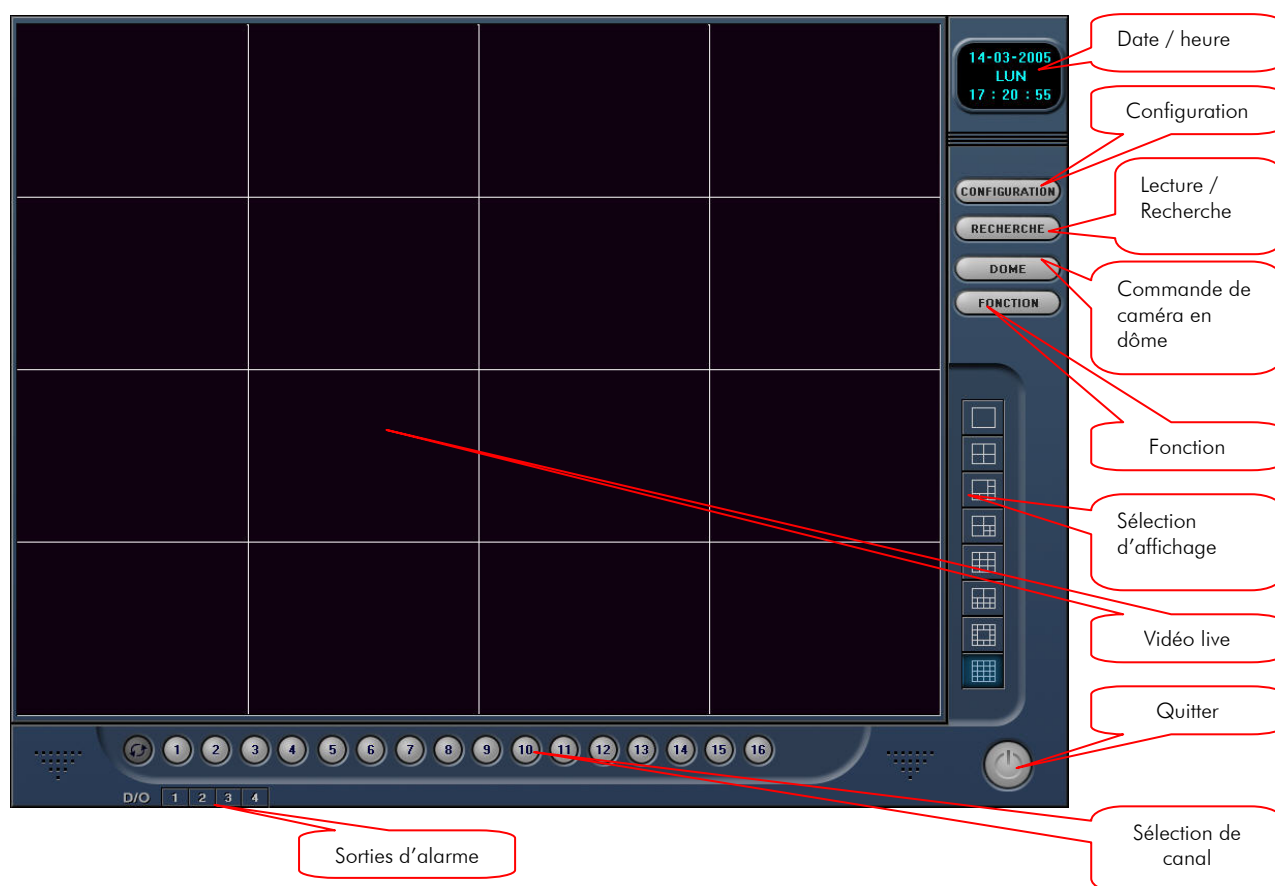 14-03-2005
LUN
17 : 20 : 55
Date / heure
Configuration
CONFIGURATION
Lecture /
Recherche
RECHERCHE
DOME
Commande de
caméra en
dôme
FONCTION
Fonction
Sélection
d’affichage
Vidéo live
Quitter
1 2 3 4 5 6 7 8 9 10 11 12 13 14 15 16
D/O 1 2 3 4
Sorties d’alarme
Sélection de
canal